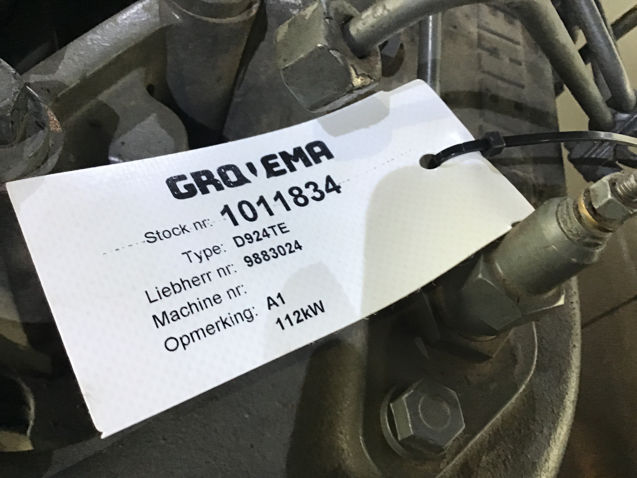 GROEMA
Stock nr: 1011834
Type: D924TE
Liebherr nr: 9883024
Machine nr:
Opmerking: A1
112kW